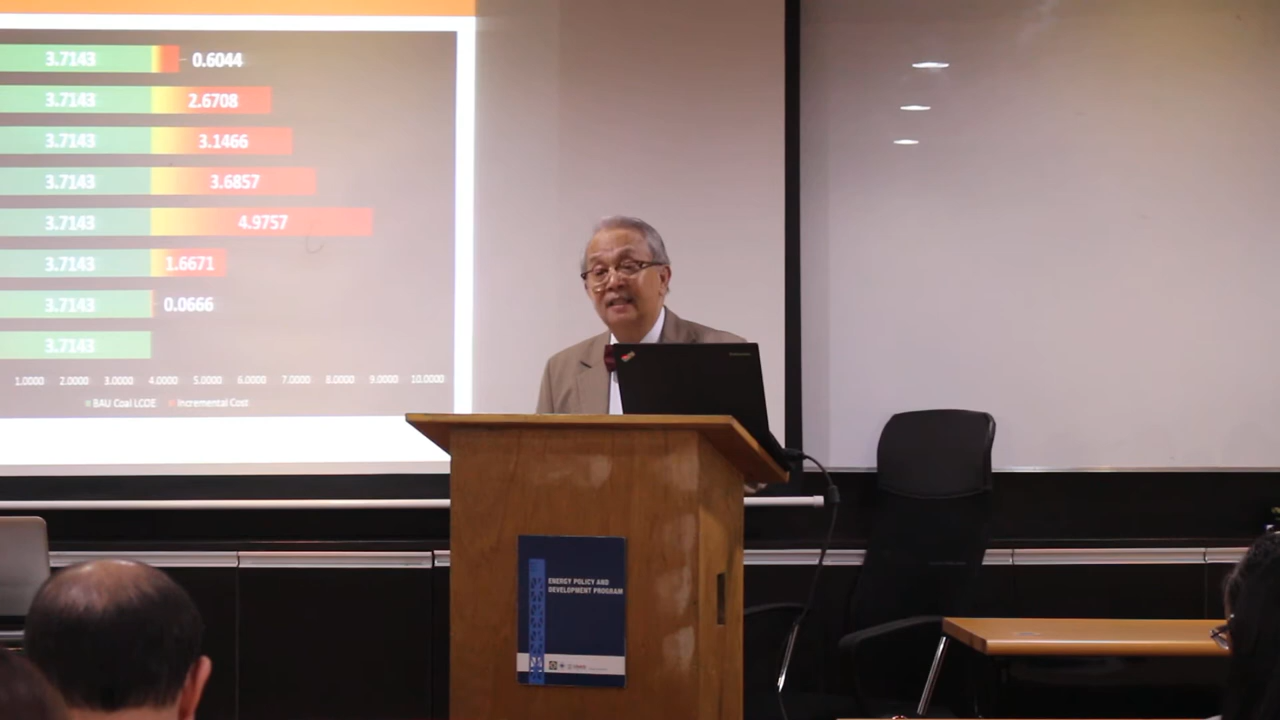 3.7143 0.6044
3.7143 2.6708
3.7143 3.1466
3.7143 3.6857
3.7143 4.9757
3.7143 1.6671
3.7143 0.0666
3.7143
1.0000 2.0000 3.0000 4.0000 5.0000 6.0000 7.0000 8.0000 9.0000 10.0000
BAU Coal LCOE Incremental Cost
ENERGY POLICY AND
DEVELOPMENT PROGRAM